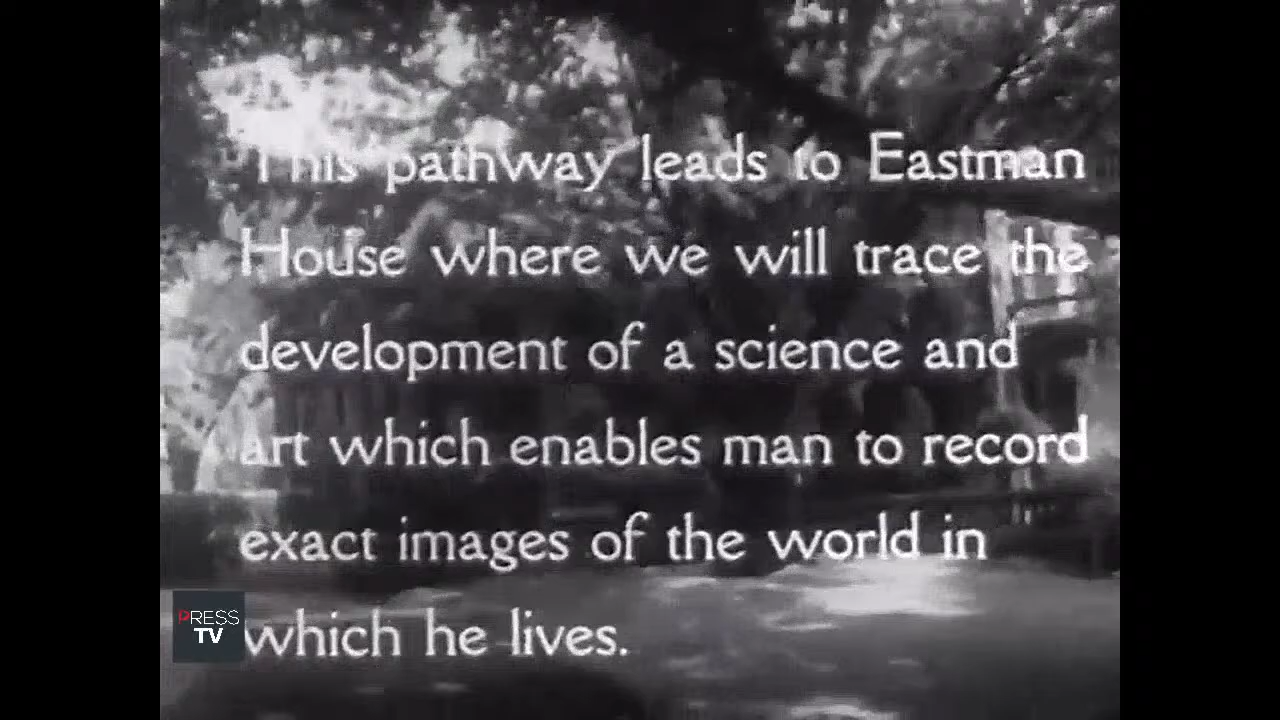 This pathway leads to Eastman
House where we will trace the
development of a science and
art which enables man to record
exact images of the world in
which he lives.
PRESS
TV